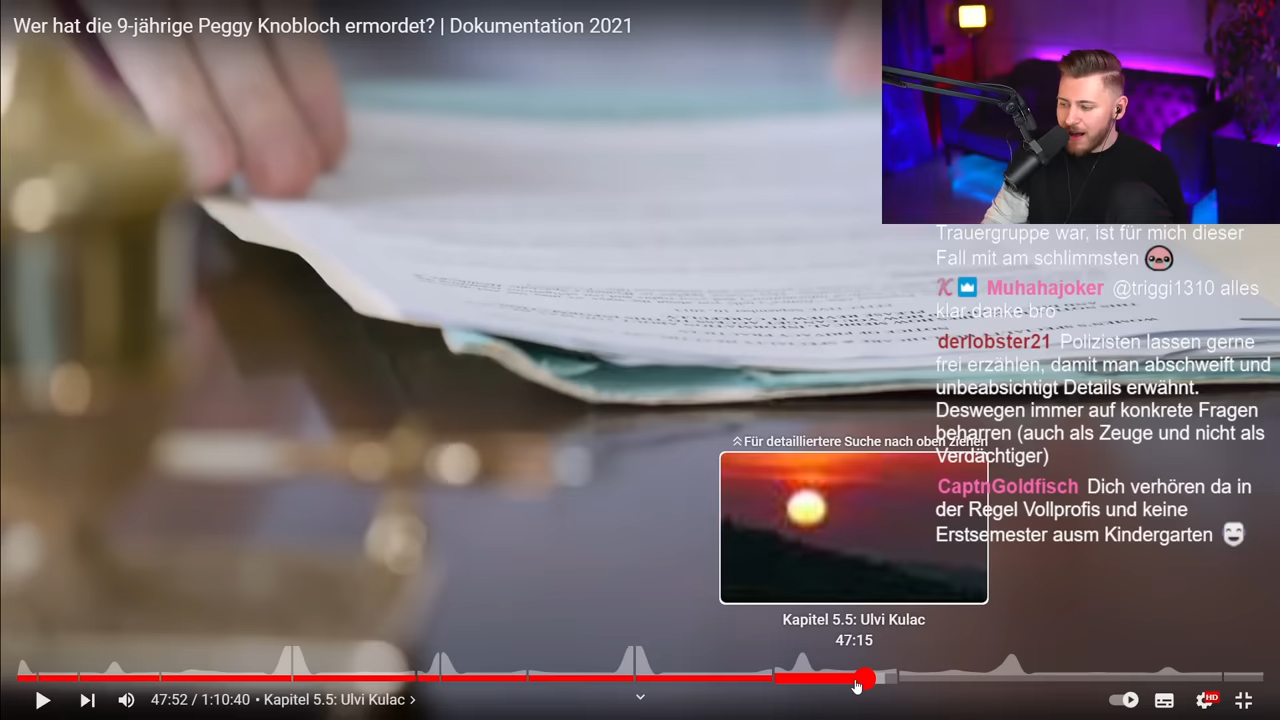 Wer hat die 9-jährige Peggy Knobloch ermordet? | Dokumentation 2021
Trauergruppe war, ist für mich dieser
Fall mit am schlimmsten
Muhahajoker @triggi1310 alles
klar danke bro
derlobster21 Polizisten lassen gerne
frei erzählen, damit man abschweift und
unbeabsichtigt Details erwähnt.
Deswegen immer auf konkrete Fragen
beharren (auch als Zeuge und nicht als
Verdächtiger)
CaptnGoldfisch Dich verhören da in
der Regel Vollprofis und keine
Erstsemester ausm Kindergarten
Für detailliertere Suche nach oben ziehen
Kapitel 5.5: Ulvi Kulac
47:15
47:52 / 1:10:40 • Kapitel 5.5: Ulvi Kulac
HD